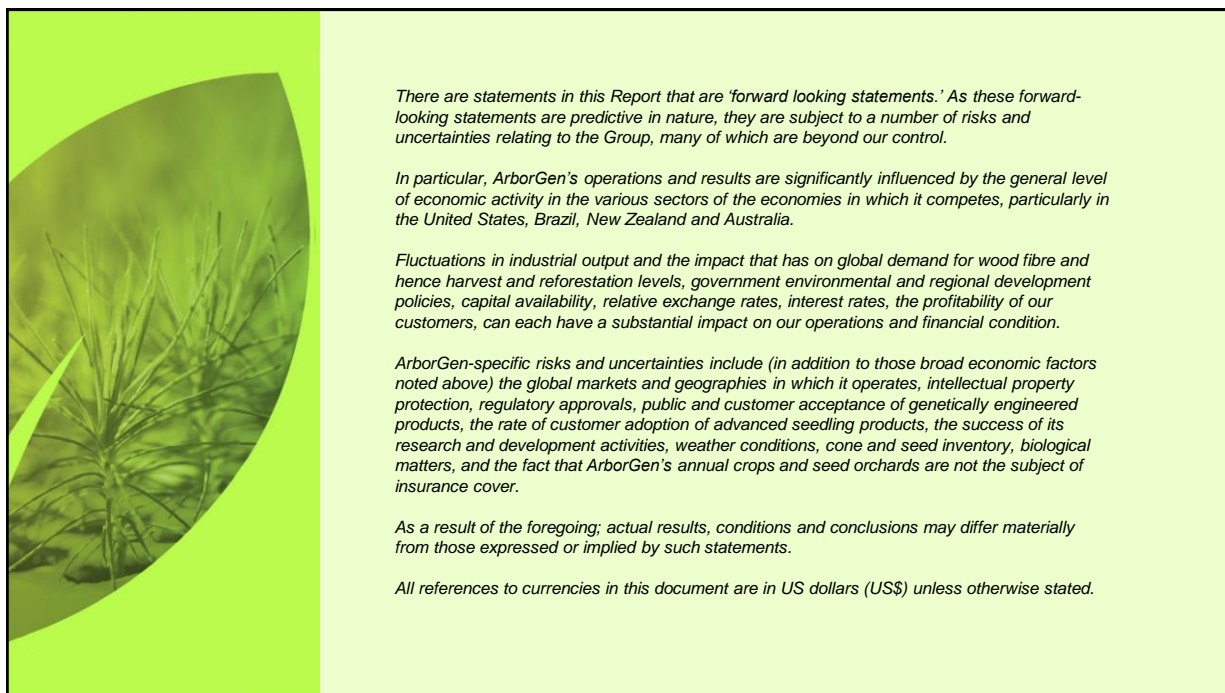 There are statements in this Report that are ‘forward looking statements.’ As these forward-
looking statements are predictive in nature, they are subject to a number of risks and
uncertainties relating to the Group, many of which are beyond our control.
In particular, ArborGen’s operations and results are significantly influenced by the general level
of economic activity in the various sectors of the economies in which it competes, particularly in
the United States, Brazil, New Zealand and Australia.
Fluctuations in industrial output and the impact that has on global demand for wood fibre and
hence harvest and reforestation levels, government environmental and regional development
policies, capital availability, relative exchange rates, interest rates, the profitability of our
customers, can each have a substantial impact on our operations and financial condition.
ArborGen-specific risks and uncertainties include (in addition to those broad economic factors
noted above) the global markets and geographies in which it operates, intellectual property
protection, regulatory approvals, public and customer acceptance of genetically engineered
products, the rate of customer adoption of advanced seedling products, the success of its
research and development activities, weather conditions, cone and seed inventory, biological
matters, and the fact that ArborGen’s annual crops and seed orchards are not the subject of
insurance cover.
As a result of the foregoing; actual results, conditions and conclusions may differ materially
from those expressed or implied by such statements.
All references to currencies in this document are in US dollars (US$) unless otherwise stated.